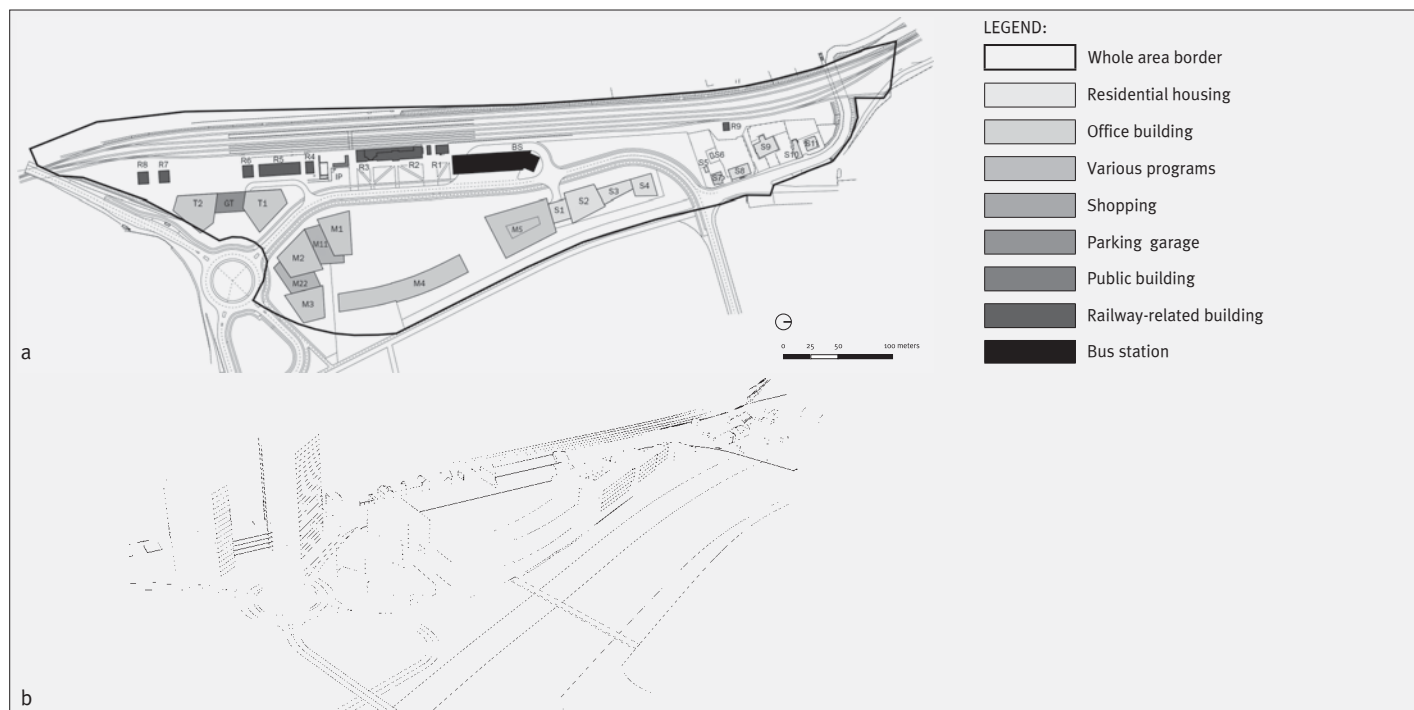 LEGEND:
Whole area border
Residential housing
Office building
Various programs
Shopping
Parking garage
Public building
Railway-related building
Bus station
R8 R7 R6 R5 R4 IP R3 R2 R1 BS R9
S5 S6 S7 S8 S9 S10 S11
T2 GT T1
M1 M11 M2 M22 M3 M4 M5
S1 S2 S3 S4
0 25 50 100 meters
a
b